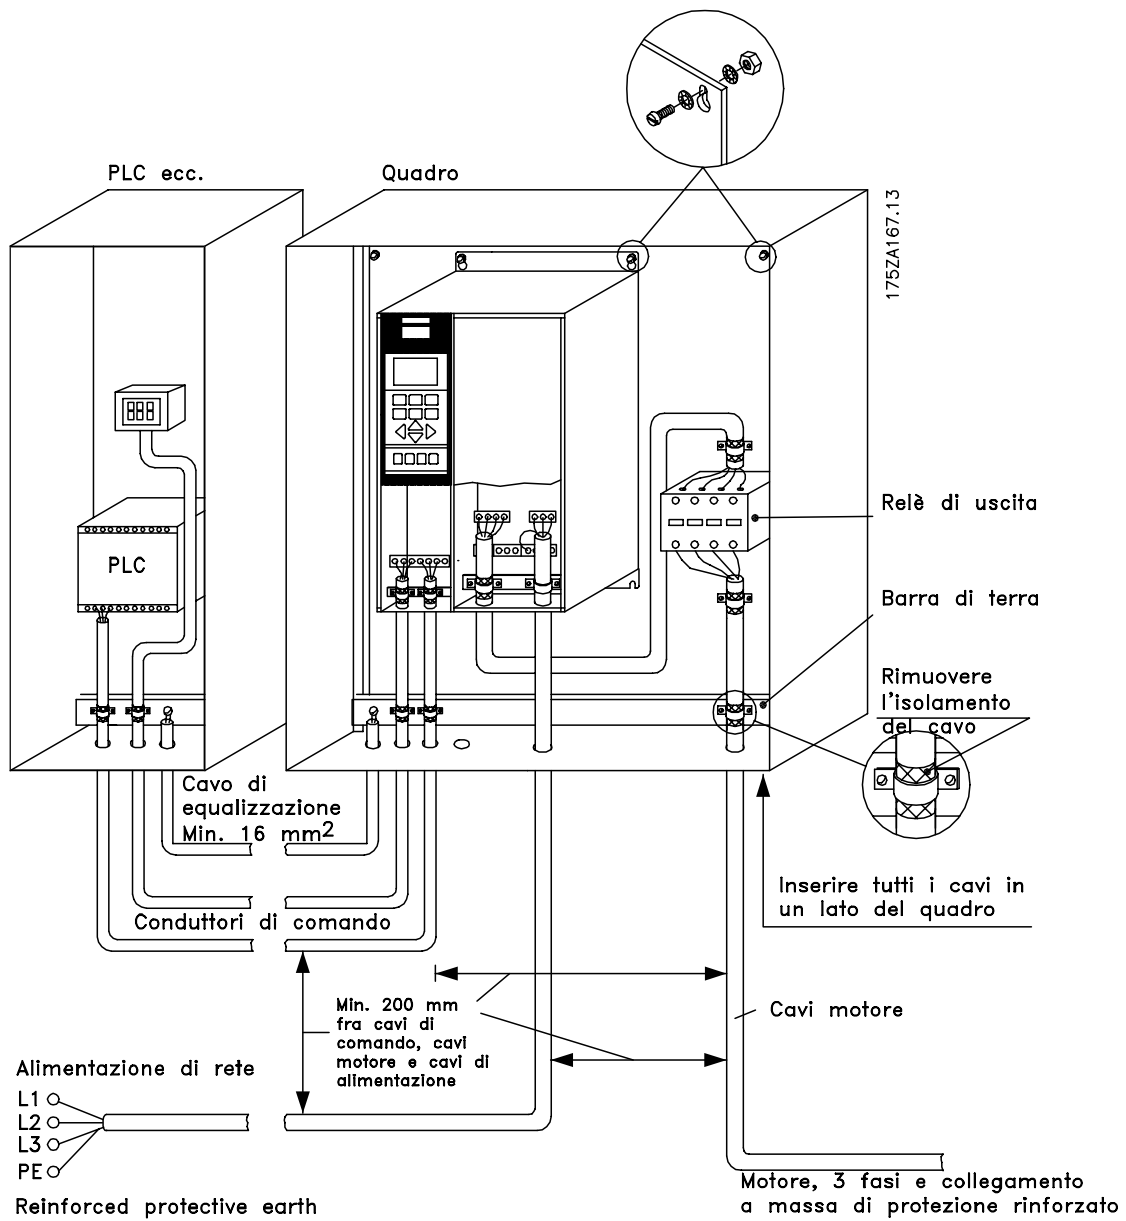 PLC ecc.
Quadro
175ZA167.13
PLC
Relè di uscita
Barra di terra
Rimuovere
l'isolamento
del cavo
Cavo di
equalizzazione
Min. 16 mm2
Inserire tutti i cavi in
un lato del quadro
Conduttori di comando
Min. 200 mm
fra cavi di
comando, cavi
motore e cavi di
alimentazione
Cavi motore
Alimentazione di rete
L1
L2
L3
PE
Reinforced protective earth
Motore, 3 fasi e collegamento
a massa di protezione rinforzato